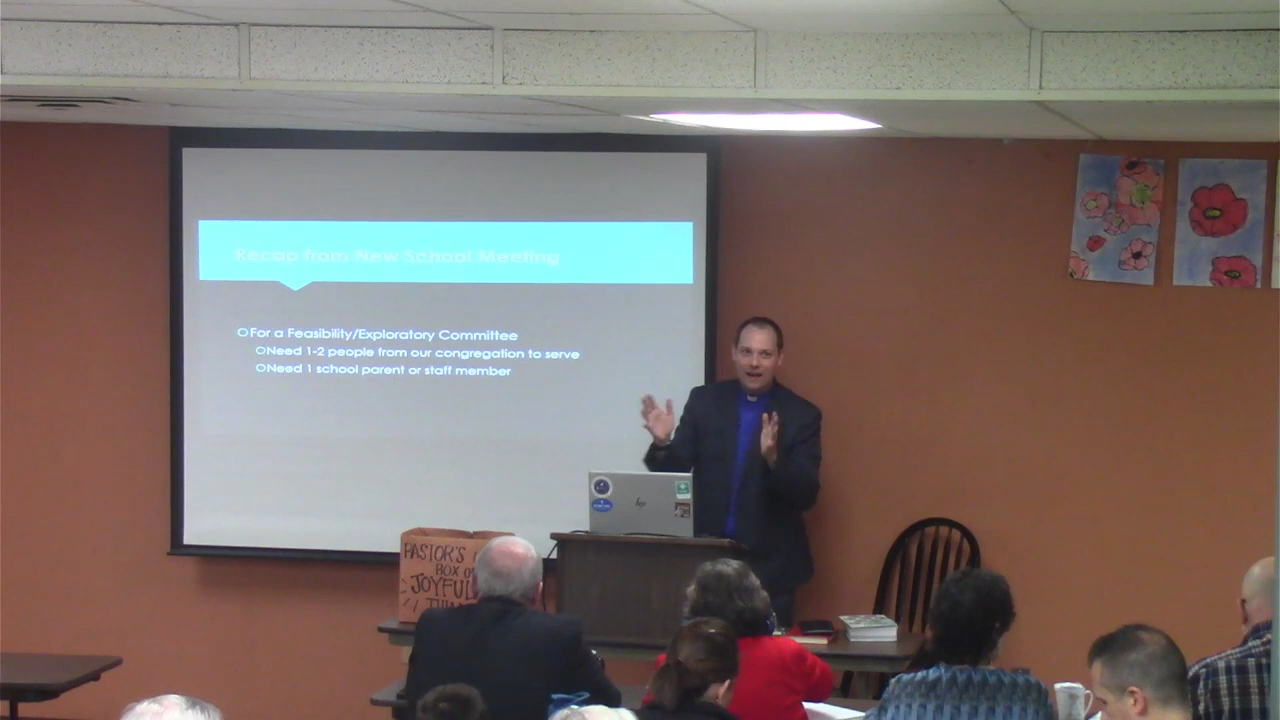 Recap from New School Meeting
For a Feasibility/Exploratory Committee
Need 1-2 people from our congregation to serve
Need 1 school parent or staff member
hp
PASTOR'S
BOX
JOYFUL